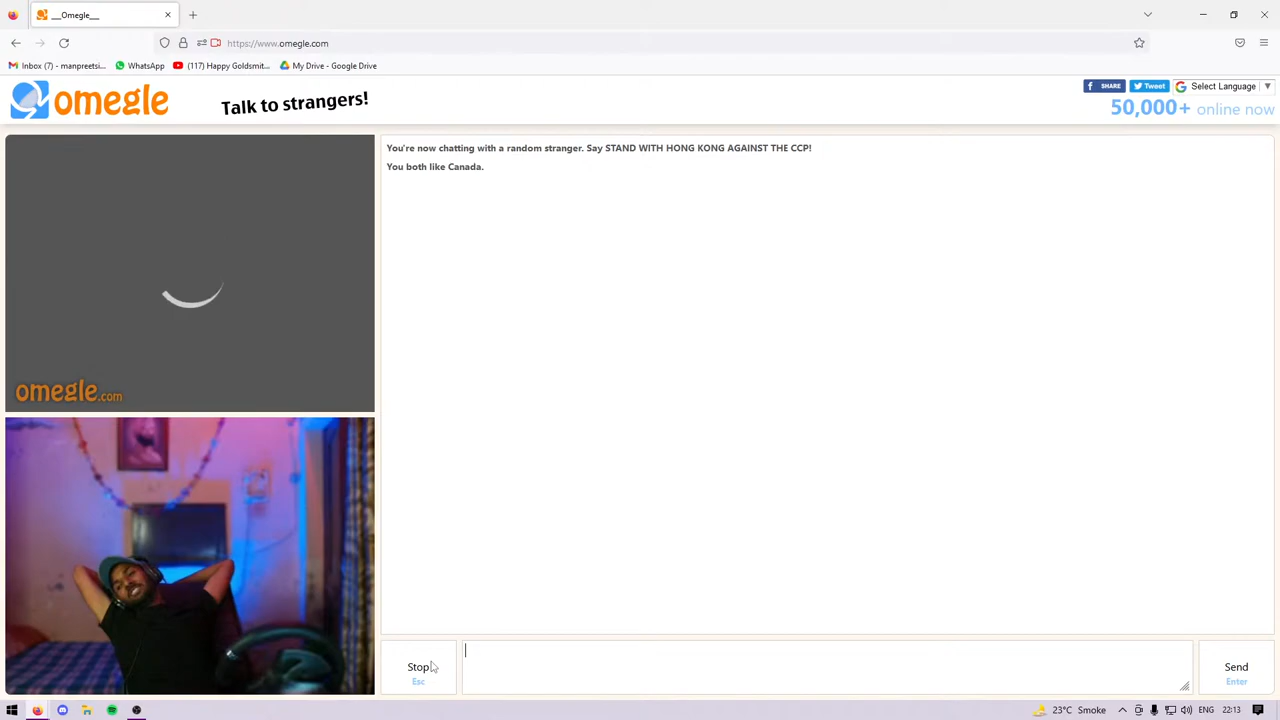 __Omegle__
https://www.omegle.com
Inbox (7) - manpreetsi...
WhatsApp
(117) Happy Goldsmit...
My Drive - Google Drive
omegle
Talk to strangers!
SHARE
Tweet
Select Language
50,000+ online now
You're now chatting with a random stranger. Say STAND WITH HONG KONG AGAINST THE CCP!
You both like Canada.
omegle.com
Stop
Esc
Send
Enter
23°C Smoke
ENG
22:13